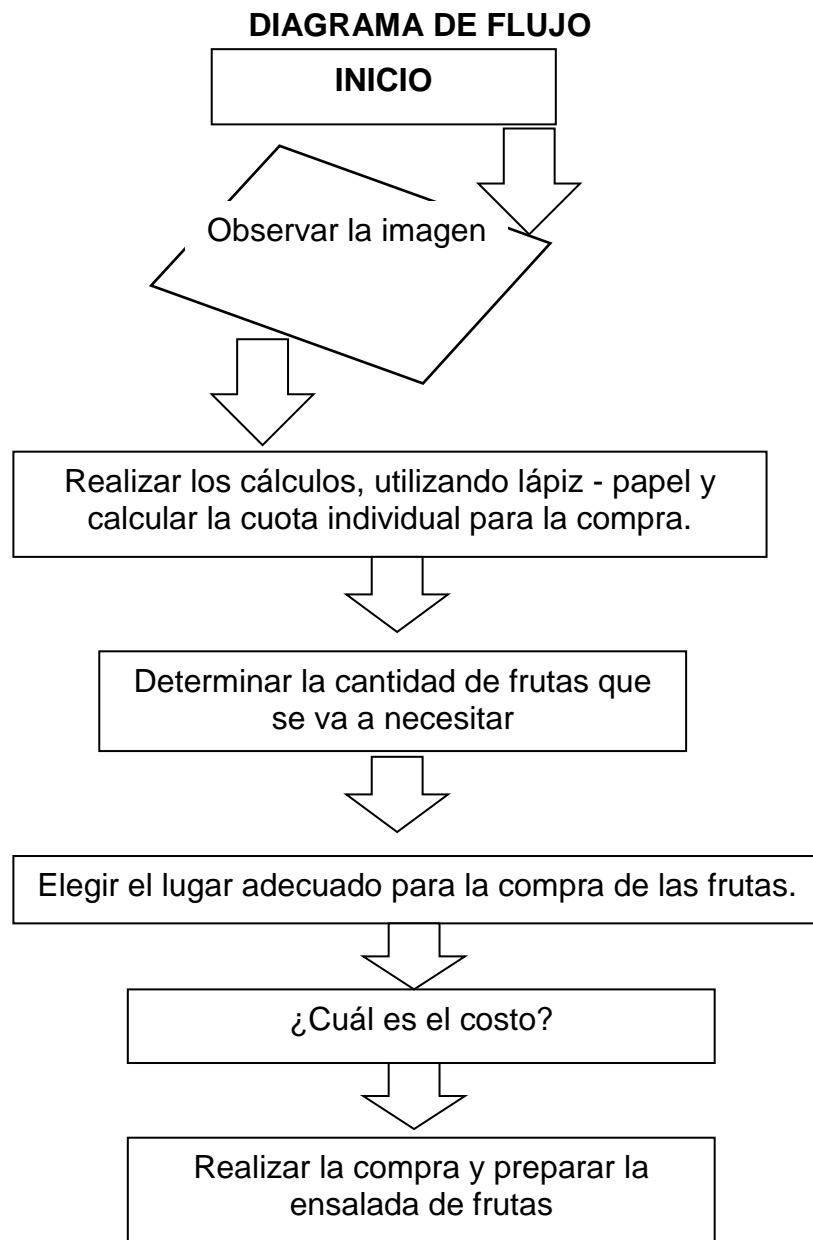 DIAGRAMA DE FLUJO
INICIO
Observar la imagen
Realizar los cálculos, utilizando lápiz - papel y
calcular la cuota individual para la compra.
Determinar la cantidad de frutas que
se va a necesitar
Elegir el lugar adecuado para la compra de las frutas.
¿Cuál es el costo?
Realizar la compra y preparar la
ensalada de frutas